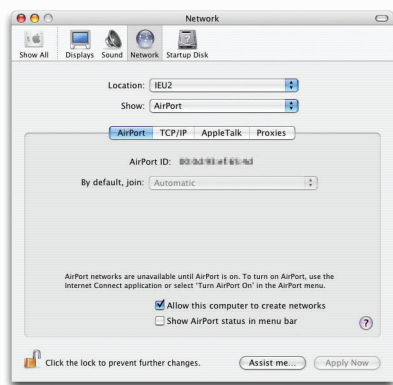 Network
Show All Displays Sound Network Startup Disk
Location: IEU2
Show: AirPort
AirPort TCP/IP AppleTalk Proxies
AirPort ID:
By default, join: Automatic
AirPort networks are unavailable until AirPort is on. To turn on AirPort, use the
Internet Connect application or select 'Turn AirPort On' in the AirPort menu.
Allow this computer to create networks
Show AirPort status in menu bar
?
Click the lock to prevent further changes. Assist me... Apply Now